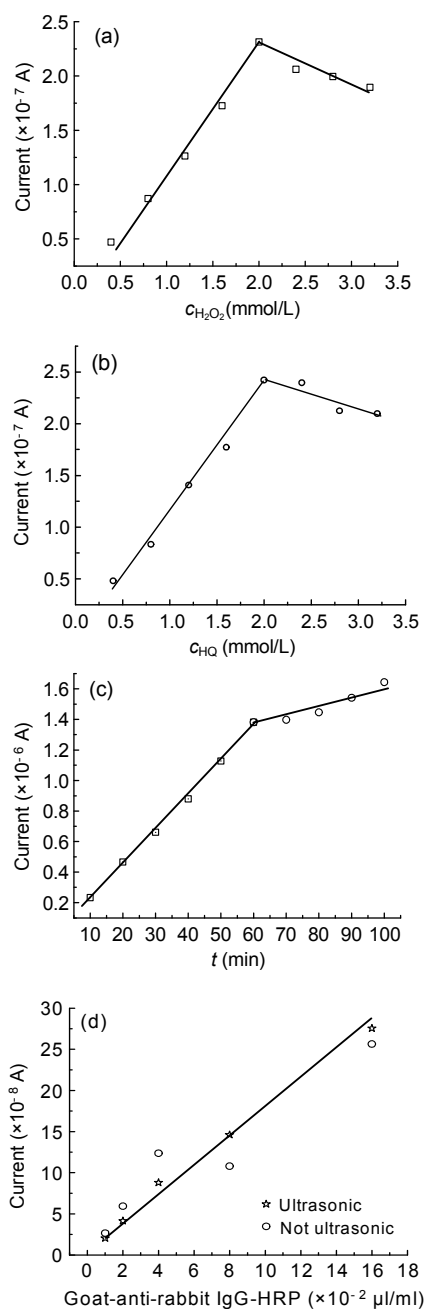 (a)
Current (×10⁻⁷ A)
2.5
2.0
1.5
1.0
0.5
0.0 0.5 1.0 1.5 2.0 2.5 3.0 3.5
cH₂O₂(mmol/L)
(b)
Current (×10⁻⁷ A)
2.5
2.0
1.5
1.0
0.5
0.0 0.5 1.0 1.5 2.0 2.5 3.0 3.5
cHQ(mmol/L)
(c)
Current (×10⁻⁶ A)
1.6
1.4
1.2
1.0
0.8
0.6
0.4
0.2
10 20 30 40 50 60 70 80 90 100
t (min)
(d)
Current (×10⁻⁸ A)
30
25
20
15
10
5
0
Ultrasonic
Not ultrasonic
0 2 4 6 8 10 12 14 16 18
Goat-anti-rabbit IgG-HRP (×10⁻² μl/ml)